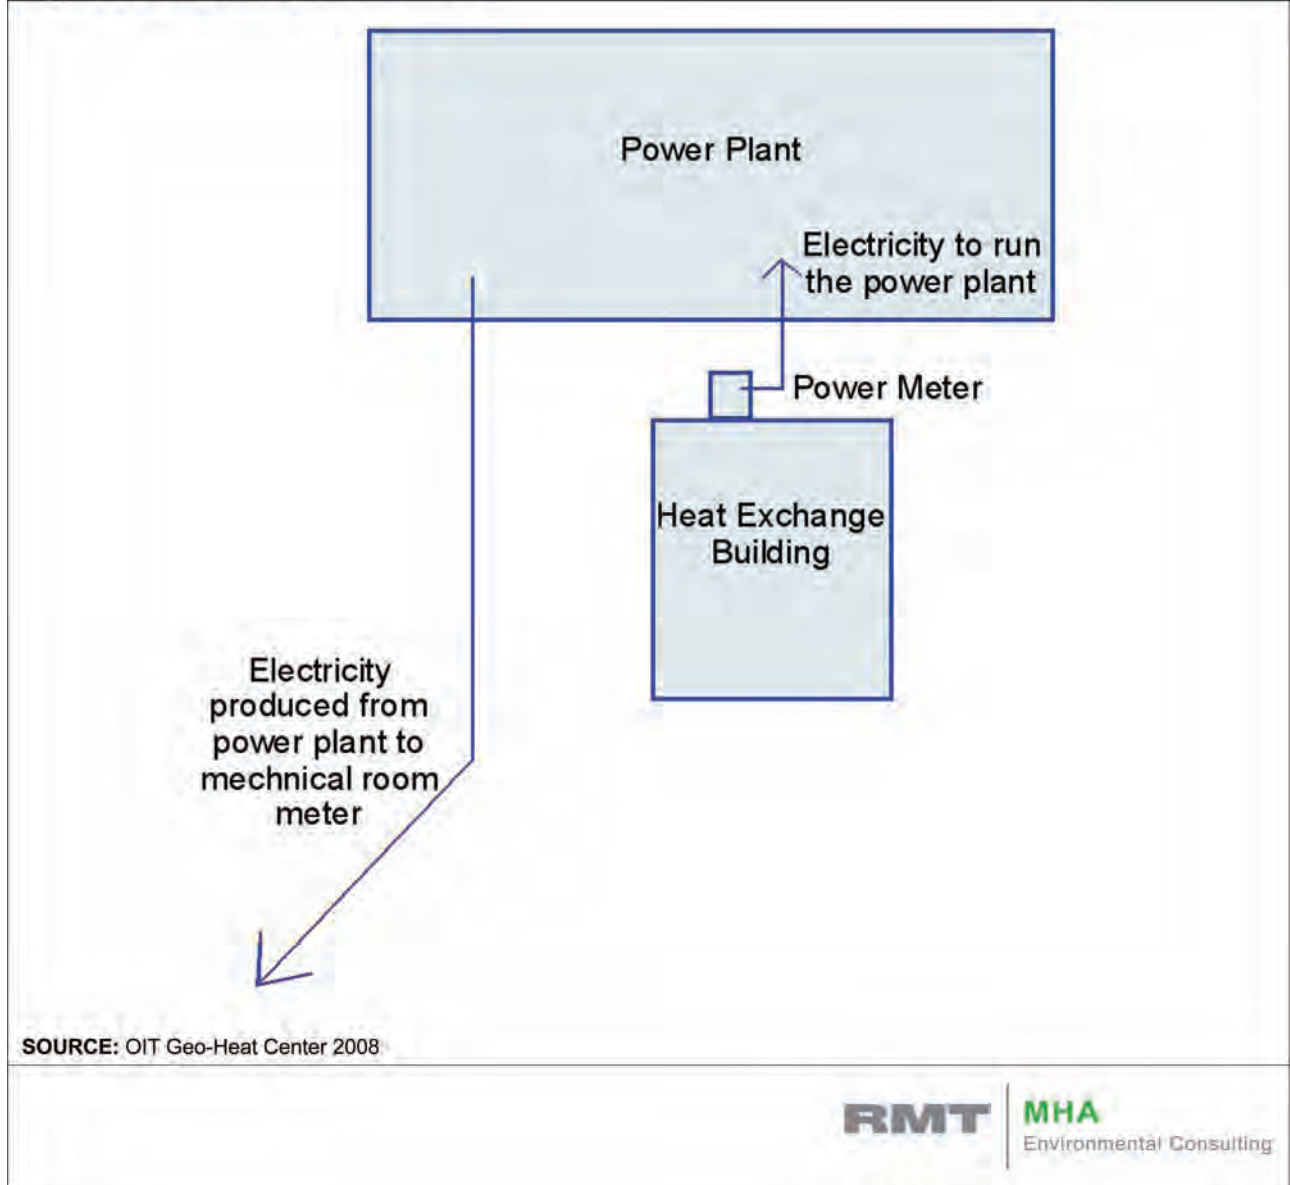 Power Plant
Electricity to run
the power plant
Power Meter
Heat Exchange
Building
Electricity
produced from
power plant to
mechnical room
meter
SOURCE: OIT Geo-Heat Center 2008
RMT
MHA
Environmental Consulting